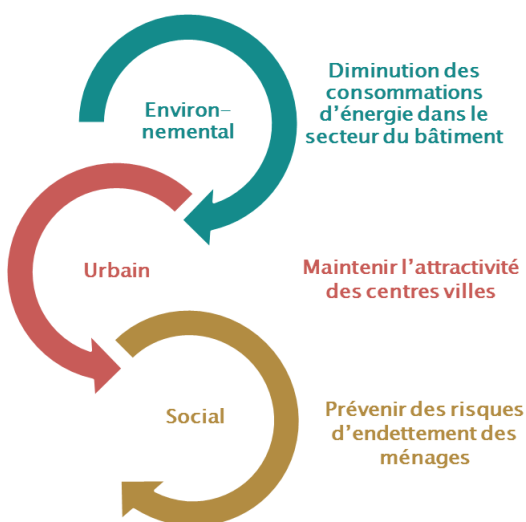 Environ-
nemental
Diminution des
consommations
d'énergie dans le
secteur du bâtiment
Urbain
Maintenir l'attractivité
des centres villes
Social
Prévenir des risques
d'endettement des
ménages